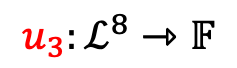 u₃: ℒ⁸ → 𝔽